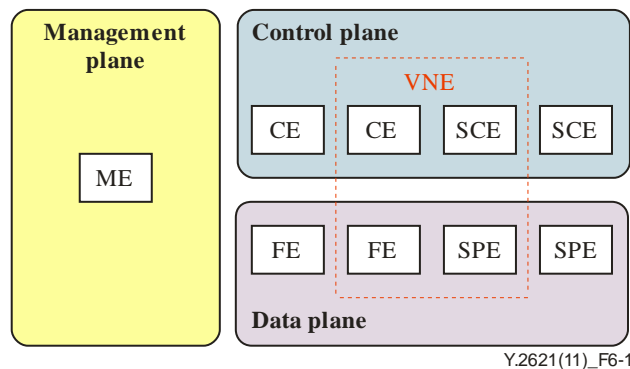 Management
plane
ME
Control plane
VNE
CE CE SCE SCE
FE FE SPE SPE
Data plane
Y.2621(11)_F6-1